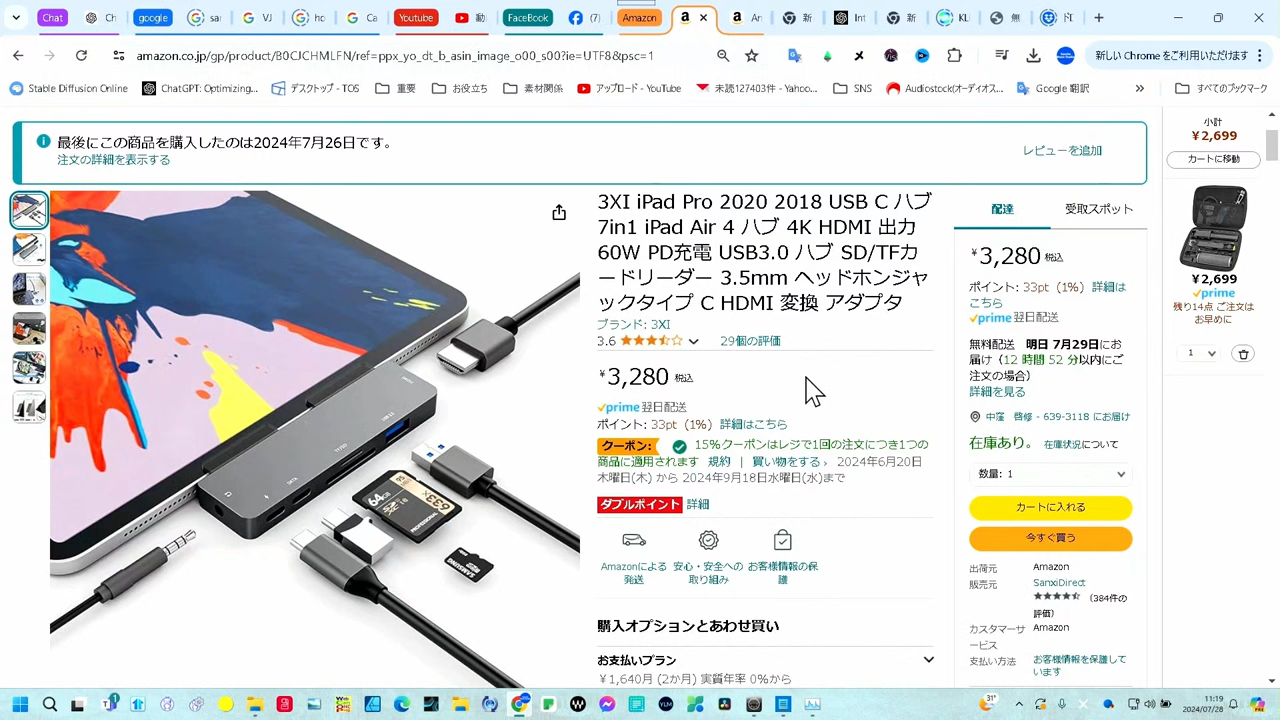 Chat
Ch
google
sa
VJ
ho
Ca
Youtube
動
FaceBook
(7)
Amazon
An
新
Int
新
KL
無
ﾄﾞﾛ
新しい Chrome をご利用いただけます
Stable Diffusion Online
ChatGPT: Optimizing...
デスクトップ - TOS
重要
お役立ち
素材関係
アップロード - YouTube
未読127403件 - Yahoo...
SNS
Audiostock(オーディオス...
Google 翻訳
»
すべてのブックマーク
最後にこの商品を購入したのは2024年7月26日です。
注文の詳細を表示する
レビューを追加
3XI iPad Pro 2020 2018 USB C ハブ
7in1 iPad Air 4 ハブ 4K HDMI 出力
60W PD充電 USB3.0 ハブ SD/TFカ
ードリーダー 3.5mm ヘッドホンジャ
ックタイプ C HDMI 変換 アダプタ
ブランド: 3XI
3.6
29個の評価
¥3,280 税込
prime 翌日配送
ポイント: 33pt (1%) 詳細はこちら
クーポン:
15%クーポンはレジで1回の注文につき1つの
商品に適用されます 規約 | 買い物をする › 2024年6月20日
木曜日(木) から 2024年9月18日水曜日(水)まで
ダブルポイント 詳細
Amazonによる
発送
安心・安全への
取り組み
お客様情報の保
護
購入オプションとあわせ買い
お支払いプラン
¥1,640月 (2か月) 実質年率 0%から
DATA
TF/SD
64GB
633x
PROFESSIONAL
SAMSUNG
配達
受取スポット
¥3,280 税込
ポイント: 33pt (1%) 詳細は
こちら
prime 翌日配送
無料配送 明日 7月29日にお
届け (12 時間 52 分以内にご
注文の場合)
詳細を見る
中窪 啓修 - 639-3118 にお届け
在庫あり。 在庫状況について
数量: 1
カートに入れる
今すぐ買う
出荷元 Amazon
販売元 SanxiDirect
(384件の
評価)
カスタマーサ
ービス
Amazon
支払い方法
お客様情報を保護して
います
小計
¥2,699
カートに移動
¥2,699
prime
残り14点 ご注文は
お早めに
1
31°
11:19
2024/07/28